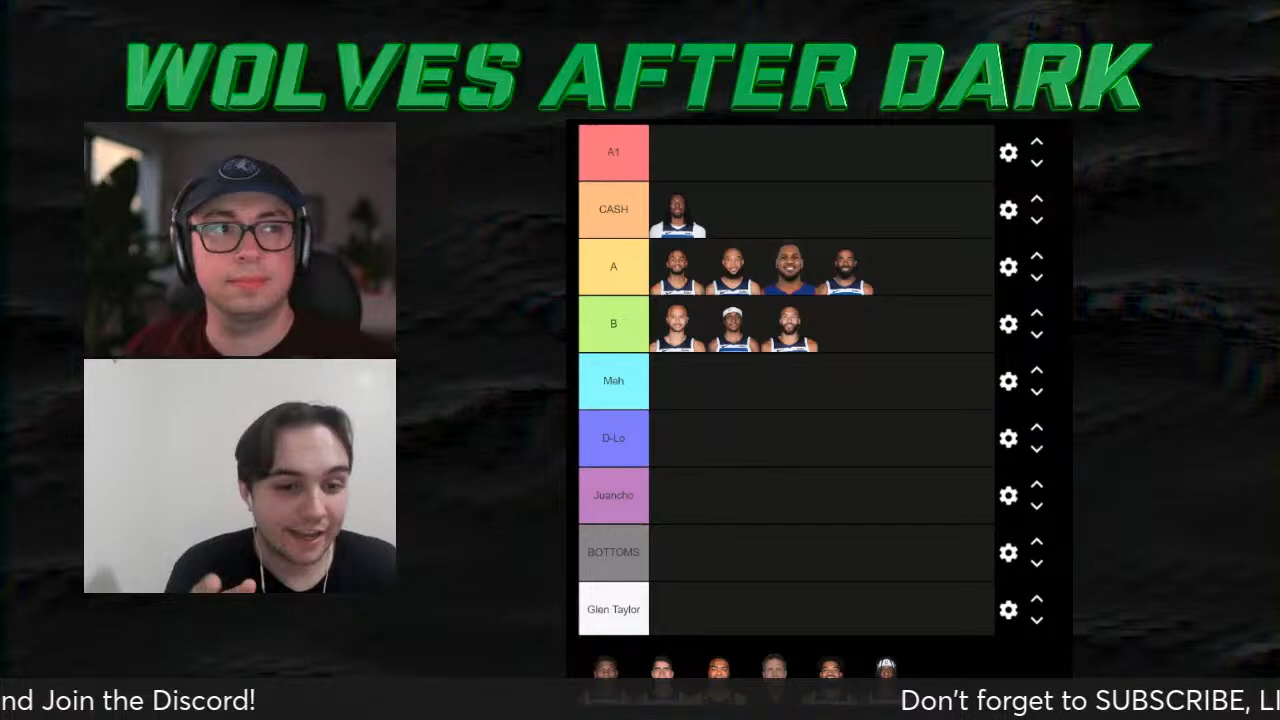 WOLVES AFTER DARK
A1
CASH
A
B
Meh
D-Lo
Juancho
BOTTOMS
Glen Taylor
nd Join the Discord!
Don't forget to SUBSCRIBE, LI